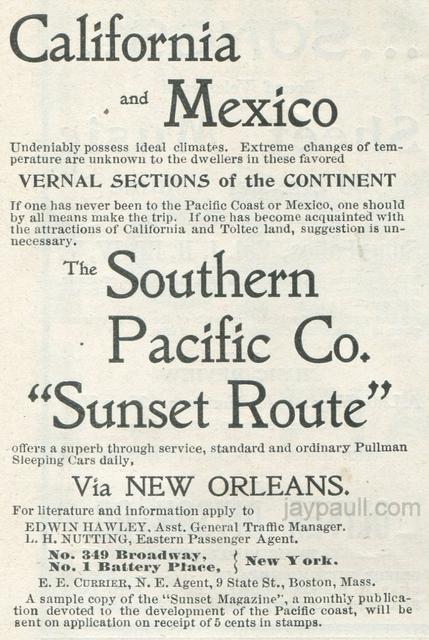 California
and Mexico
Undeniably possess ideal climates. Extreme changes of tem-
perature are unknown to the dwellers in these favored
VERNAL SECTIONS of the CONTINENT
If one has never been to the Pacific Coast or Mexico, one should
by all means make the trip. If one has become acquainted with
the attractions of California and Toltec land, suggestion is un-
necessary.
The Southern
Pacific Co.
"Sunset Route"
offers a superb through service, standard and ordinary Pullman
Sleeping Cars daily,
Via NEW ORLEANS.
jaypaull.com
For literature and information apply to
EDWIN HAWLEY, Asst. General Traffic Manager.
L. H. NUTTING, Eastern Passenger Agent.
No. 349 Broadway,
No. 1 Battery Place, { New York.
E. E. CURRIER, N. E. Agent, 9 State St., Boston, Mass.
A sample copy of the "Sunset Magazine", a monthly publica-
tion devoted to the development of the Pacific coast, will be
sent on application on receipt of 5 cents in stamps.